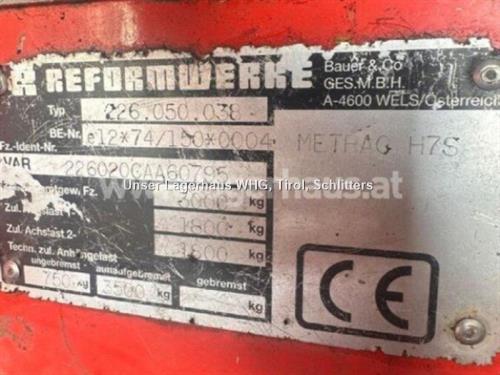 REFORMWERKE
Bauer & Co
GES.M.B.H.
A-4600 WELS/Österreich
Typ 226.050.038
BE-Nr. e12*74/150*0004 METRAC H7S
Fz.-Ident-Nr.
VAR 226020CAA60795
Unser Lagerhaus WHG, Tirol, Schlitters
Fz. 3000 kg
Zul. Achslast 1- 1800 kg
Zul. Achslast 2- 1800 kg
Techn. zul. Anhängelast
ungebremst auflaufgebremst gebremst
750 kg 3500 kg kg
CE